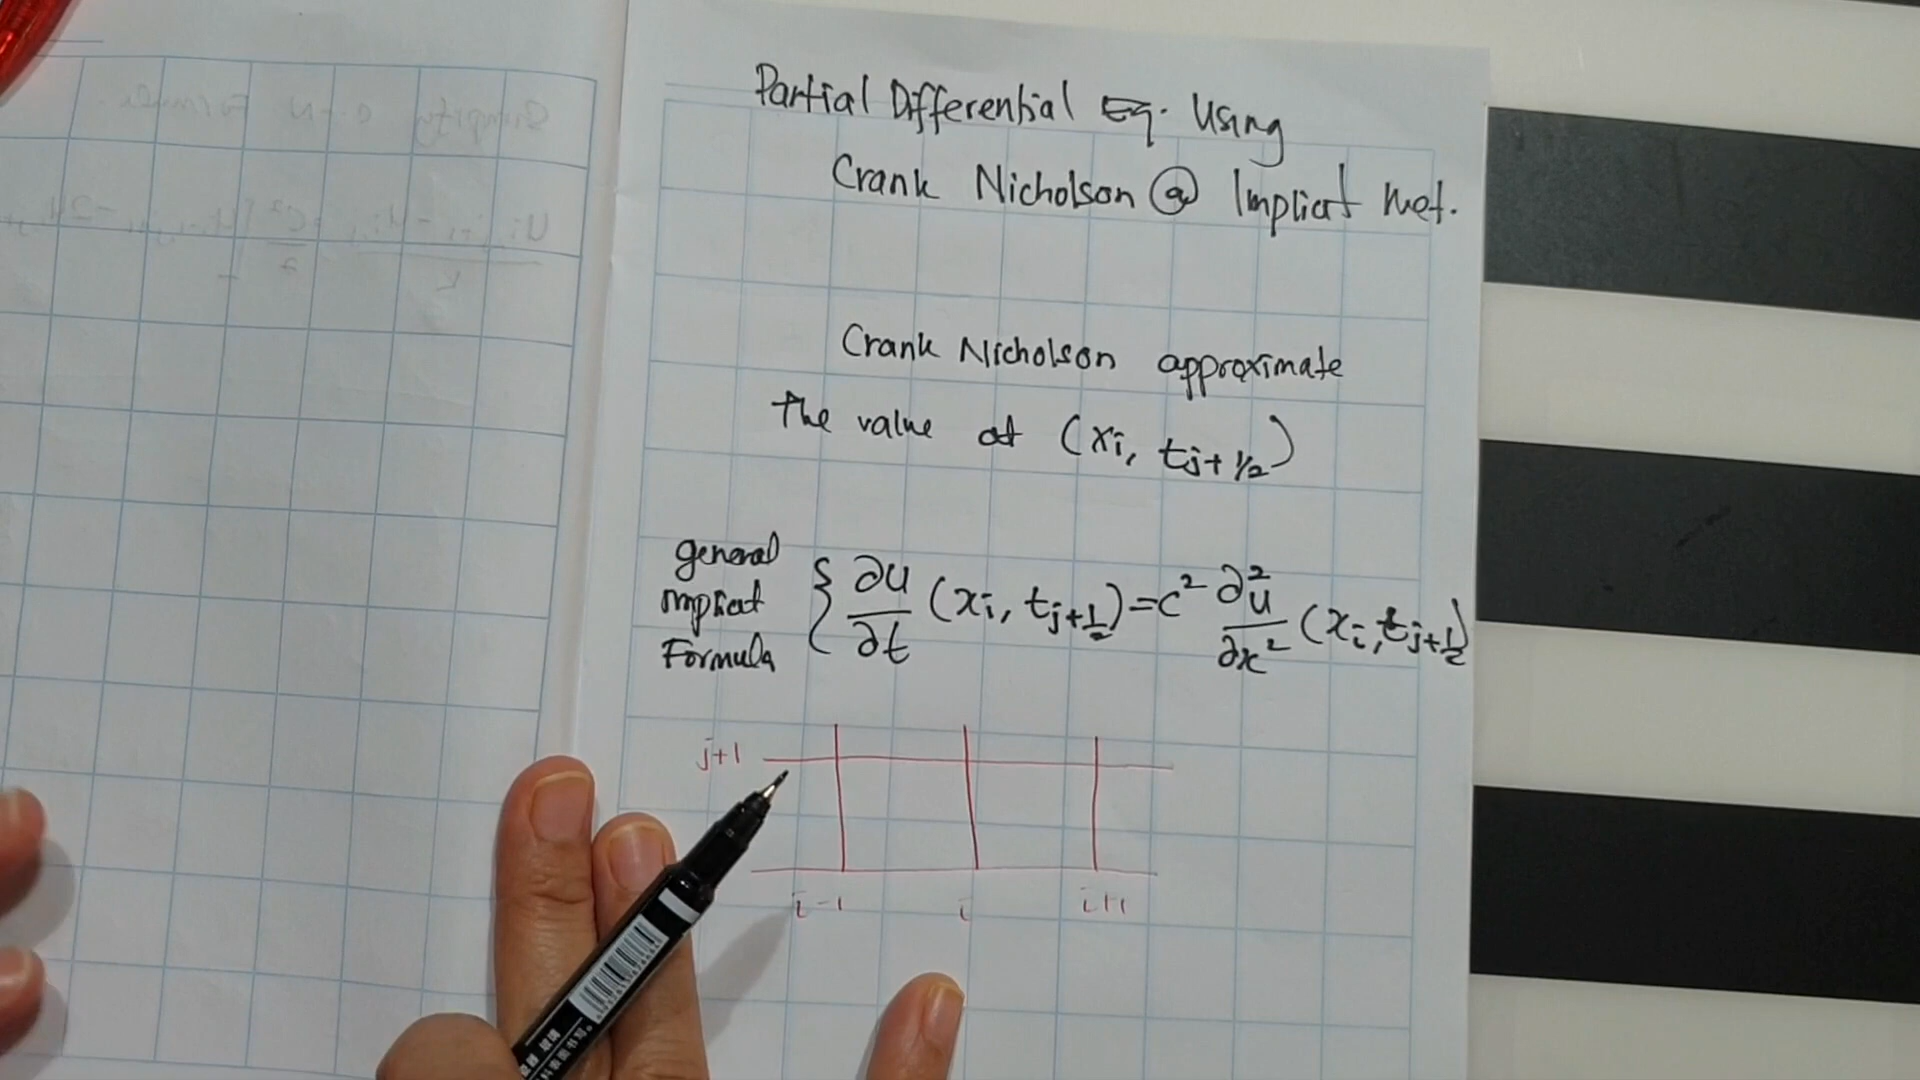 Partial Differential Eq. Using
Crank Nicholson @ Implicit Met.
Crank Nicholson approximate
The value at (xi, tj+1/2)
general
implicit
Formula
{ ∂u/∂t (xi, tj+1/2) = c² ∂²u/∂x² (xi, tj+1/2)
j+1
i-1 i i+1